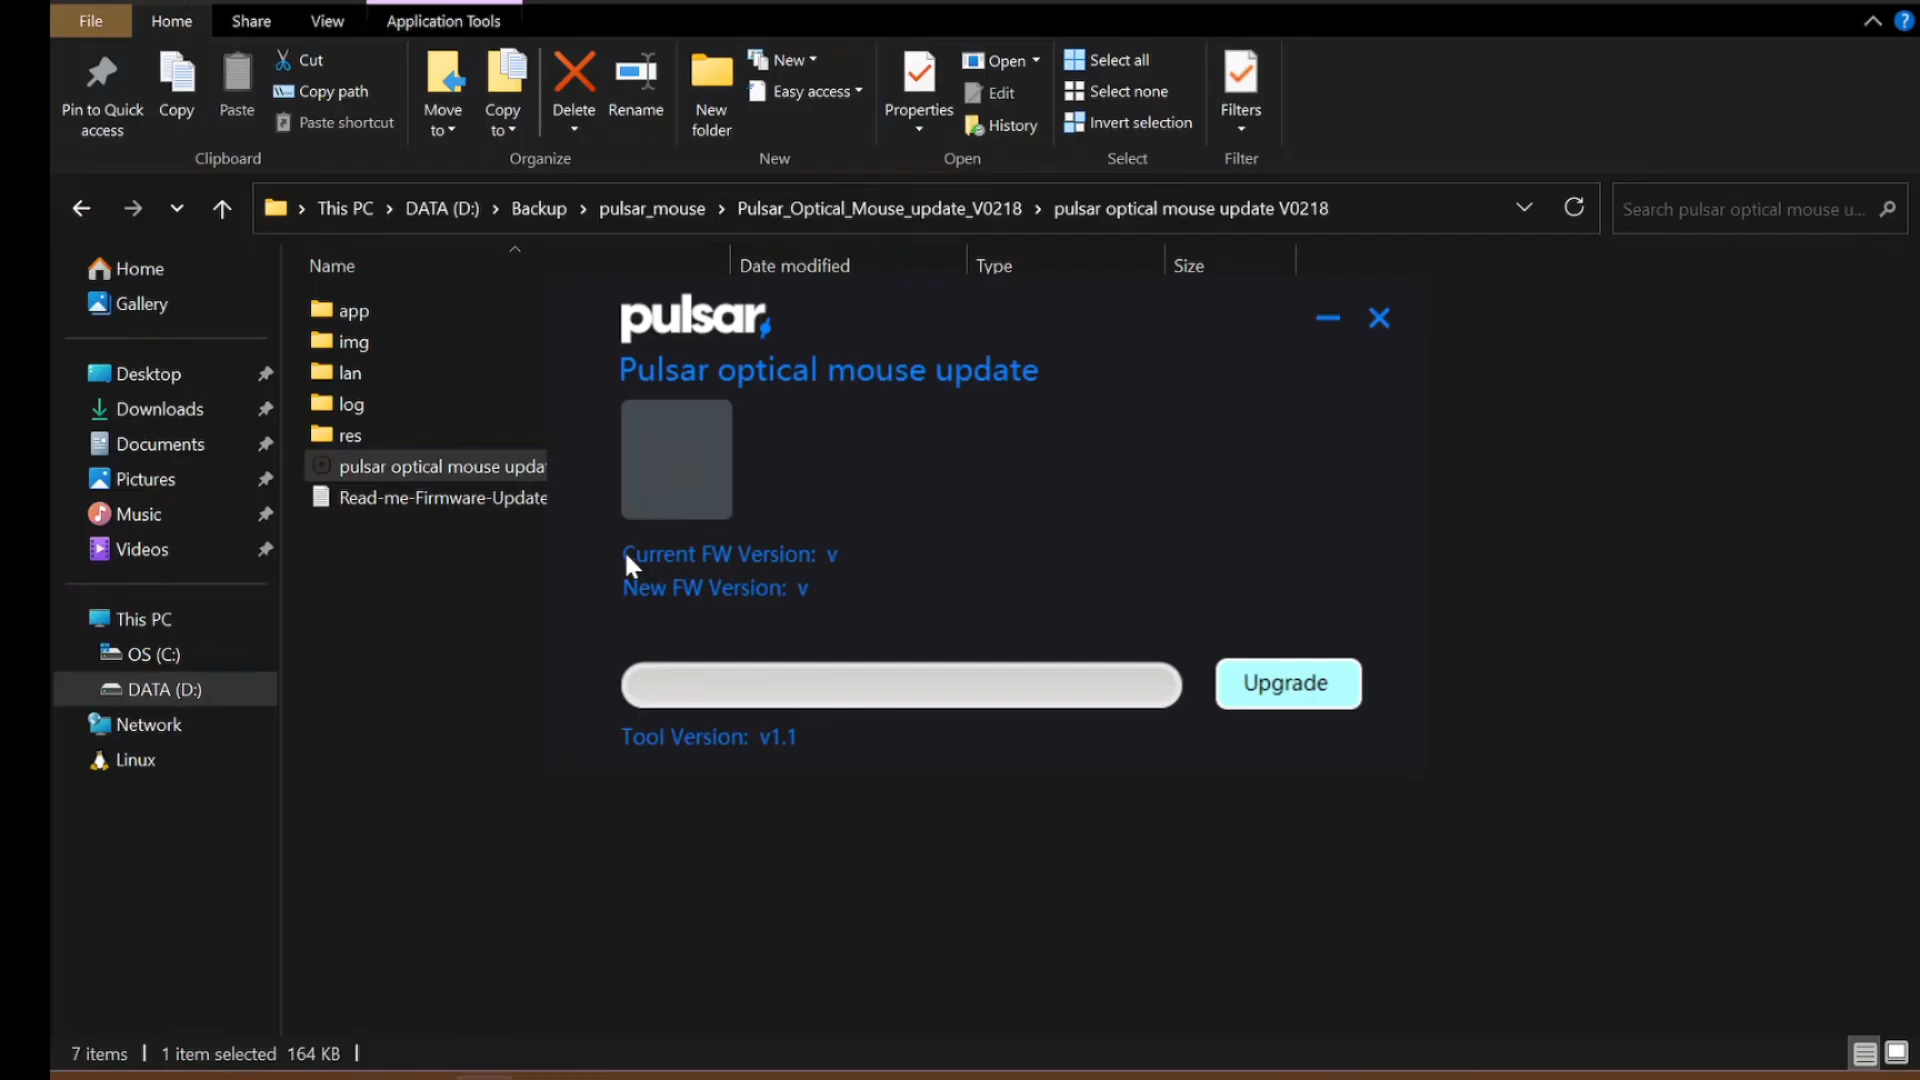 File Home Share View Application Tools
Pin to Quick access
Copy
Paste
Cut
Copy path
Paste shortcut
Clipboard
Move to
Copy to
Delete
Rename
Organize
New folder
New
Easy access
New
Properties
Open
Edit
History
Open
Select all
Select none
Invert selection
Select
Filters
Filter
This PC > DATA (D:) > Backup > pulsar_mouse > Pulsar_Optical_Mouse_update_V0218 > pulsar optical mouse update V0218
Search pulsar optical mouse u...
Home
Gallery
Desktop
Downloads
Documents
Pictures
Music
Videos
This PC
OS (C:)
DATA (D:)
Network
Linux
Name Date modified Type Size
app
img
lan
log
res
pulsar optical mouse upda
Read-me-Firmware-Update
pulsar
Pulsar optical mouse update
Current FW Version: v
New FW Version: v
Upgrade
Tool Version: v1.1
7 items 1 item selected 164 KB